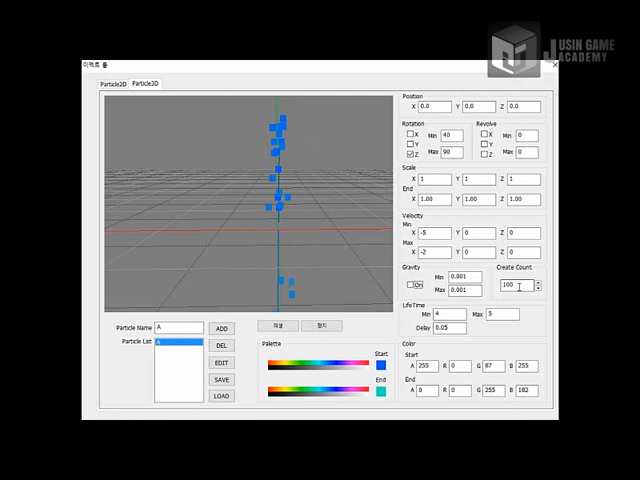 JUSIN GAME
ACADEMY
이펙트 툴
Particle2D
Particle3D
Position
X 0.0 Y 0.0 Z 0.0
Rotation
Revolve
X Min 40 X Min 0
Y Y
Z Max 90 Z Max 0
Scale
X 1 Y 1 Z 1
End
X 1.00 Y 1.00 Z 1.00
Velocity
Min
X -5 Y 0 Z 0
Max
X -2 Y 0 Z 0
Gravity
Create Count
On Min 0.001 100
Max 0.001
LifeTime
Min 4 Max 5
Delay 0.05
Particle Name A ADD
Particle List A DEL
EDIT
SAVE
LOAD
재생 정지
Palette
Start
End
Color
Start
A 255 R 0 G 87 B 255
End
A 0 R 0 G 255 B 182